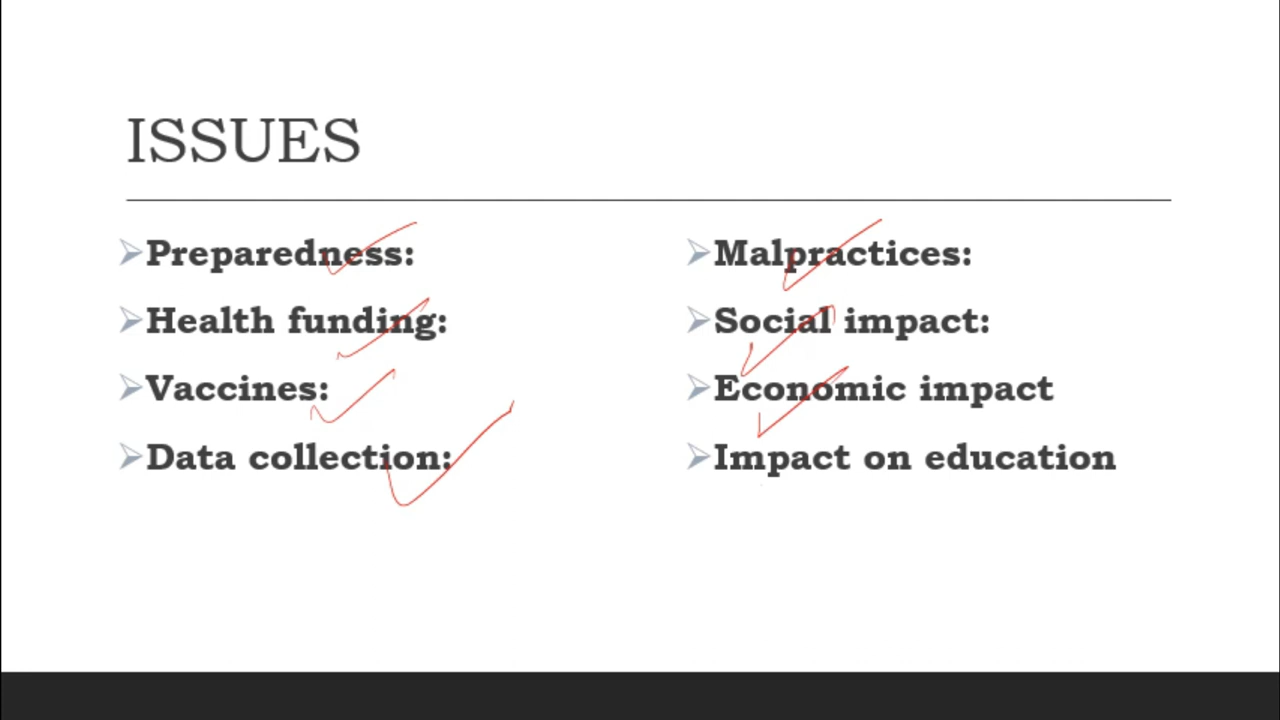 ISSUES
Preparedness:
Health funding:
Vaccines:
Data collection:
Malpractices:
Social impact:
Economic impact
Impact on education